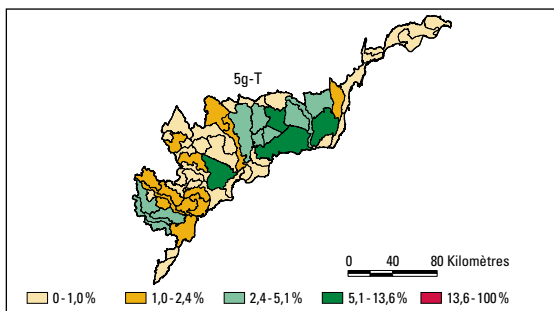 5g-T
0 40 80 Kilomètres
0 - 1,0 % 1,0 - 2,4 % 2,4 - 5,1 % 5,1 - 13,6 % 13,6 - 100 %